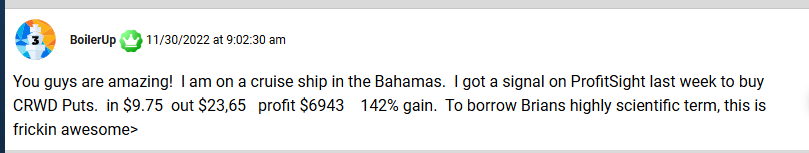 3 BoilerUp 11/30/2022 at 9:02:30 am
You guys are amazing!  I am on a cruise ship in the Bahamas.  I got a signal on ProfitSight last week to buy
CRWD Puts.  in $9.75  out $23,65   profit $6943    142% gain.  To borrow Brians highly scientific term, this is
frickin awesome>